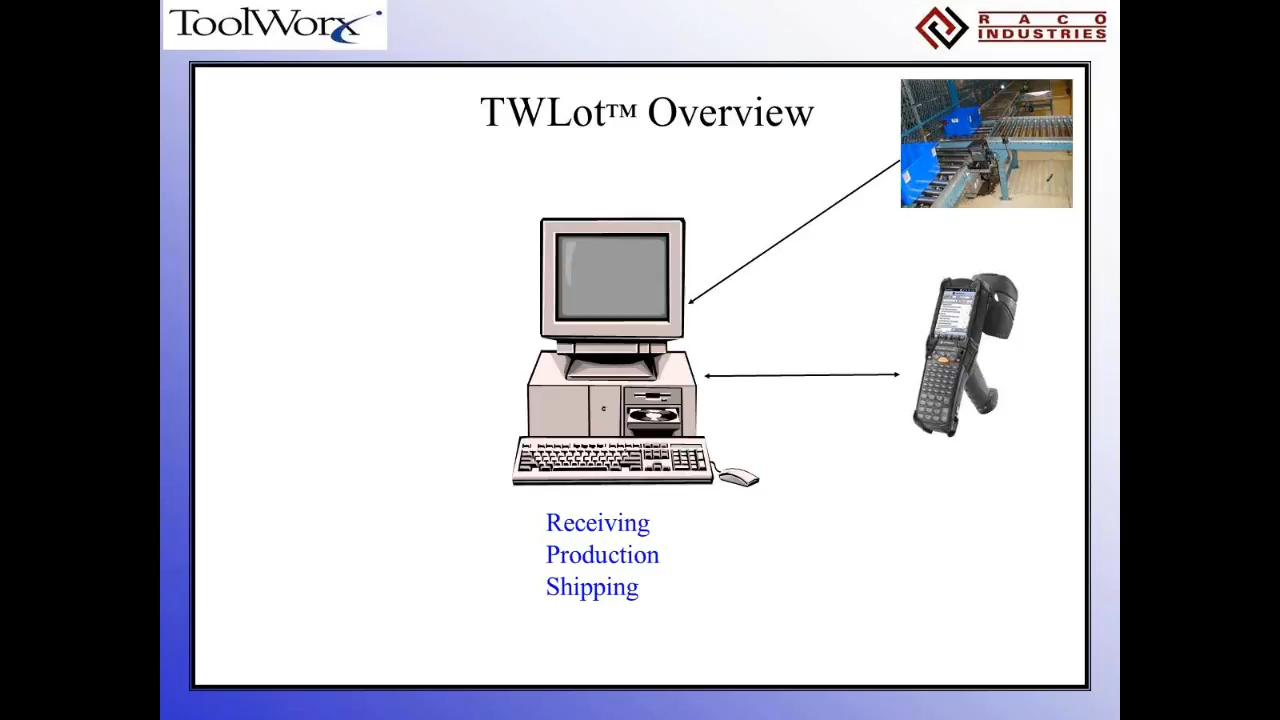 ToolWorx
RACO
INDUSTRIES
TWLot™ Overview
Receiving
Production
Shipping